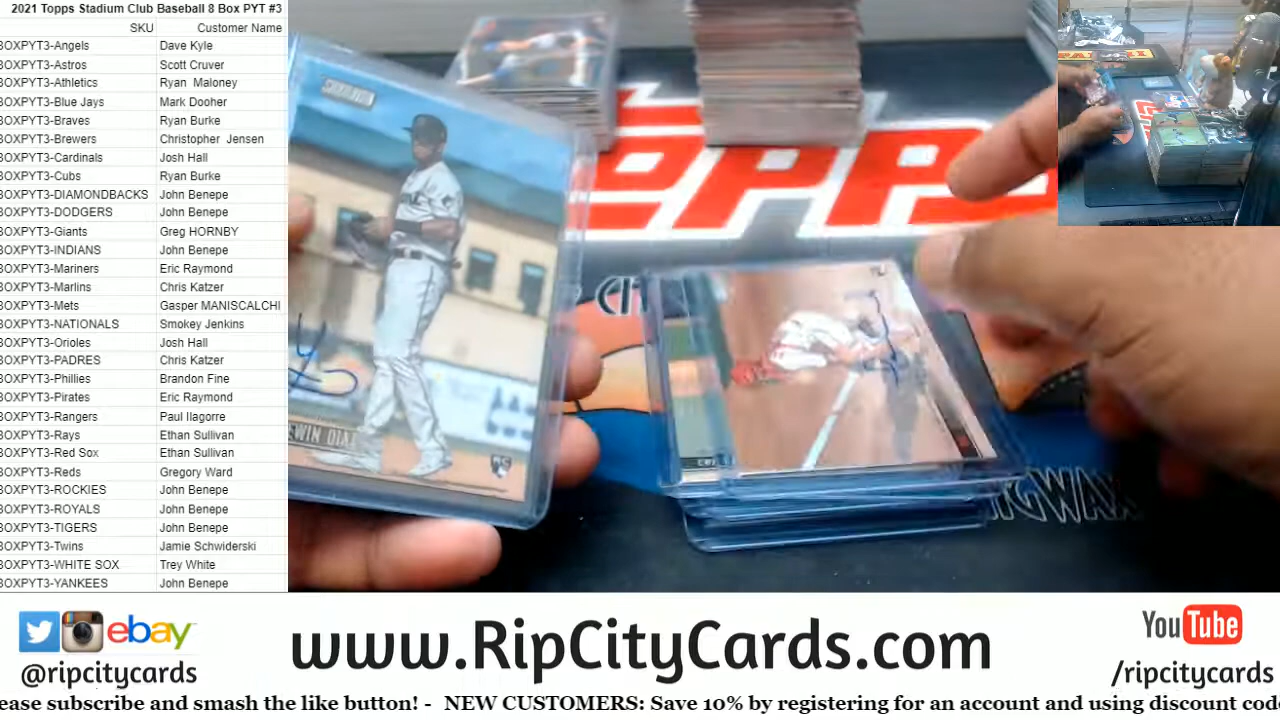 2021 Topps Stadium Club Baseball 8 Box PYT #3
SKU Customer Name
BOXPYT3-Angels Dave Kyle
BOXPYT3-Astros Scott Cruver
BOXPYT3-Athletics Ryan Maloney
BOXPYT3-Blue Jays Mark Dooher
BOXPYT3-Braves Ryan Burke
BOXPYT3-Brewers Christopher Jensen
BOXPYT3-Cardinals Josh Hall
BOXPYT3-Cubs Ryan Burke
BOXPYT3-DIAMONDBACKS John Benepe
BOXPYT3-DODGERS John Benepe
BOXPYT3-Giants Greg HORNBY
BOXPYT3-INDIANS John Benepe
BOXPYT3-Mariners Eric Raymond
BOXPYT3-Marlins Chris Katzer
BOXPYT3-Mets Gasper MANISCALCHI
BOXPYT3-NATIONALS Smokey Jenkins
BOXPYT3-Orioles Josh Hall
BOXPYT3-PADRES Chris Katzer
BOXPYT3-Phillies Brandon Fine
BOXPYT3-Pirates Eric Raymond
BOXPYT3-Rangers Paul Ilagorre
BOXPYT3-Rays Ethan Sullivan
BOXPYT3-Red Sox Ethan Sullivan
BOXPYT3-Reds Gregory Ward
BOXPYT3-ROCKIES John Benepe
BOXPYT3-ROYALS John Benepe
BOXPYT3-TIGERS John Benepe
BOXPYT3-Twins Jamie Schwiderski
BOXPYT3-WHITE SOX Trey White
BOXPYT3-YANKEES John Benepe
TOPPS
EWIN DIAZ
RC
IGWAX
ebay
@ripcitycards
www.RipCityCards.com
YouTube
/ripcitycards
ease subscribe and smash the like button! - NEW CUSTOMERS: Save 10% by registering for an account and using discount code